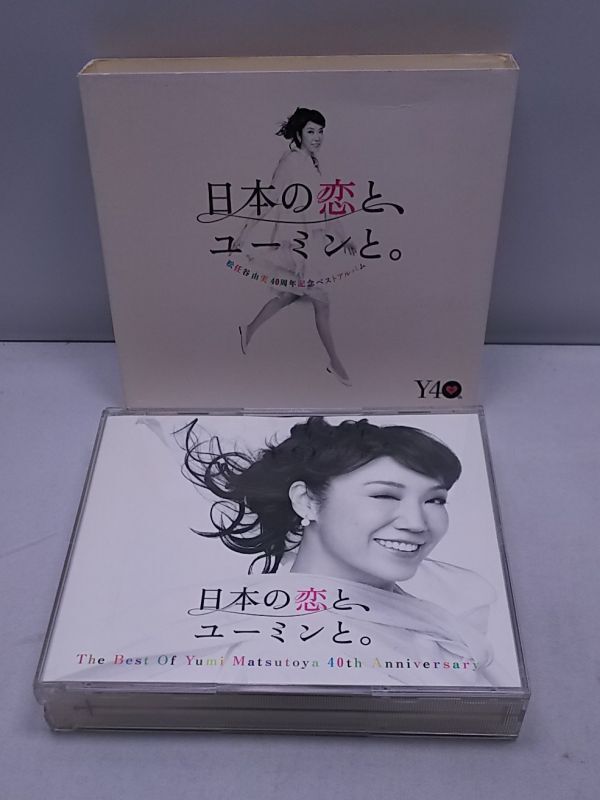 日本の恋と、
ユーミンと。
松任谷由実 40周年記念ベストアルバム
Y40
日本の恋と、
ユーミンと。
The Best Of Yumi Matsutoya 40th Anniversary